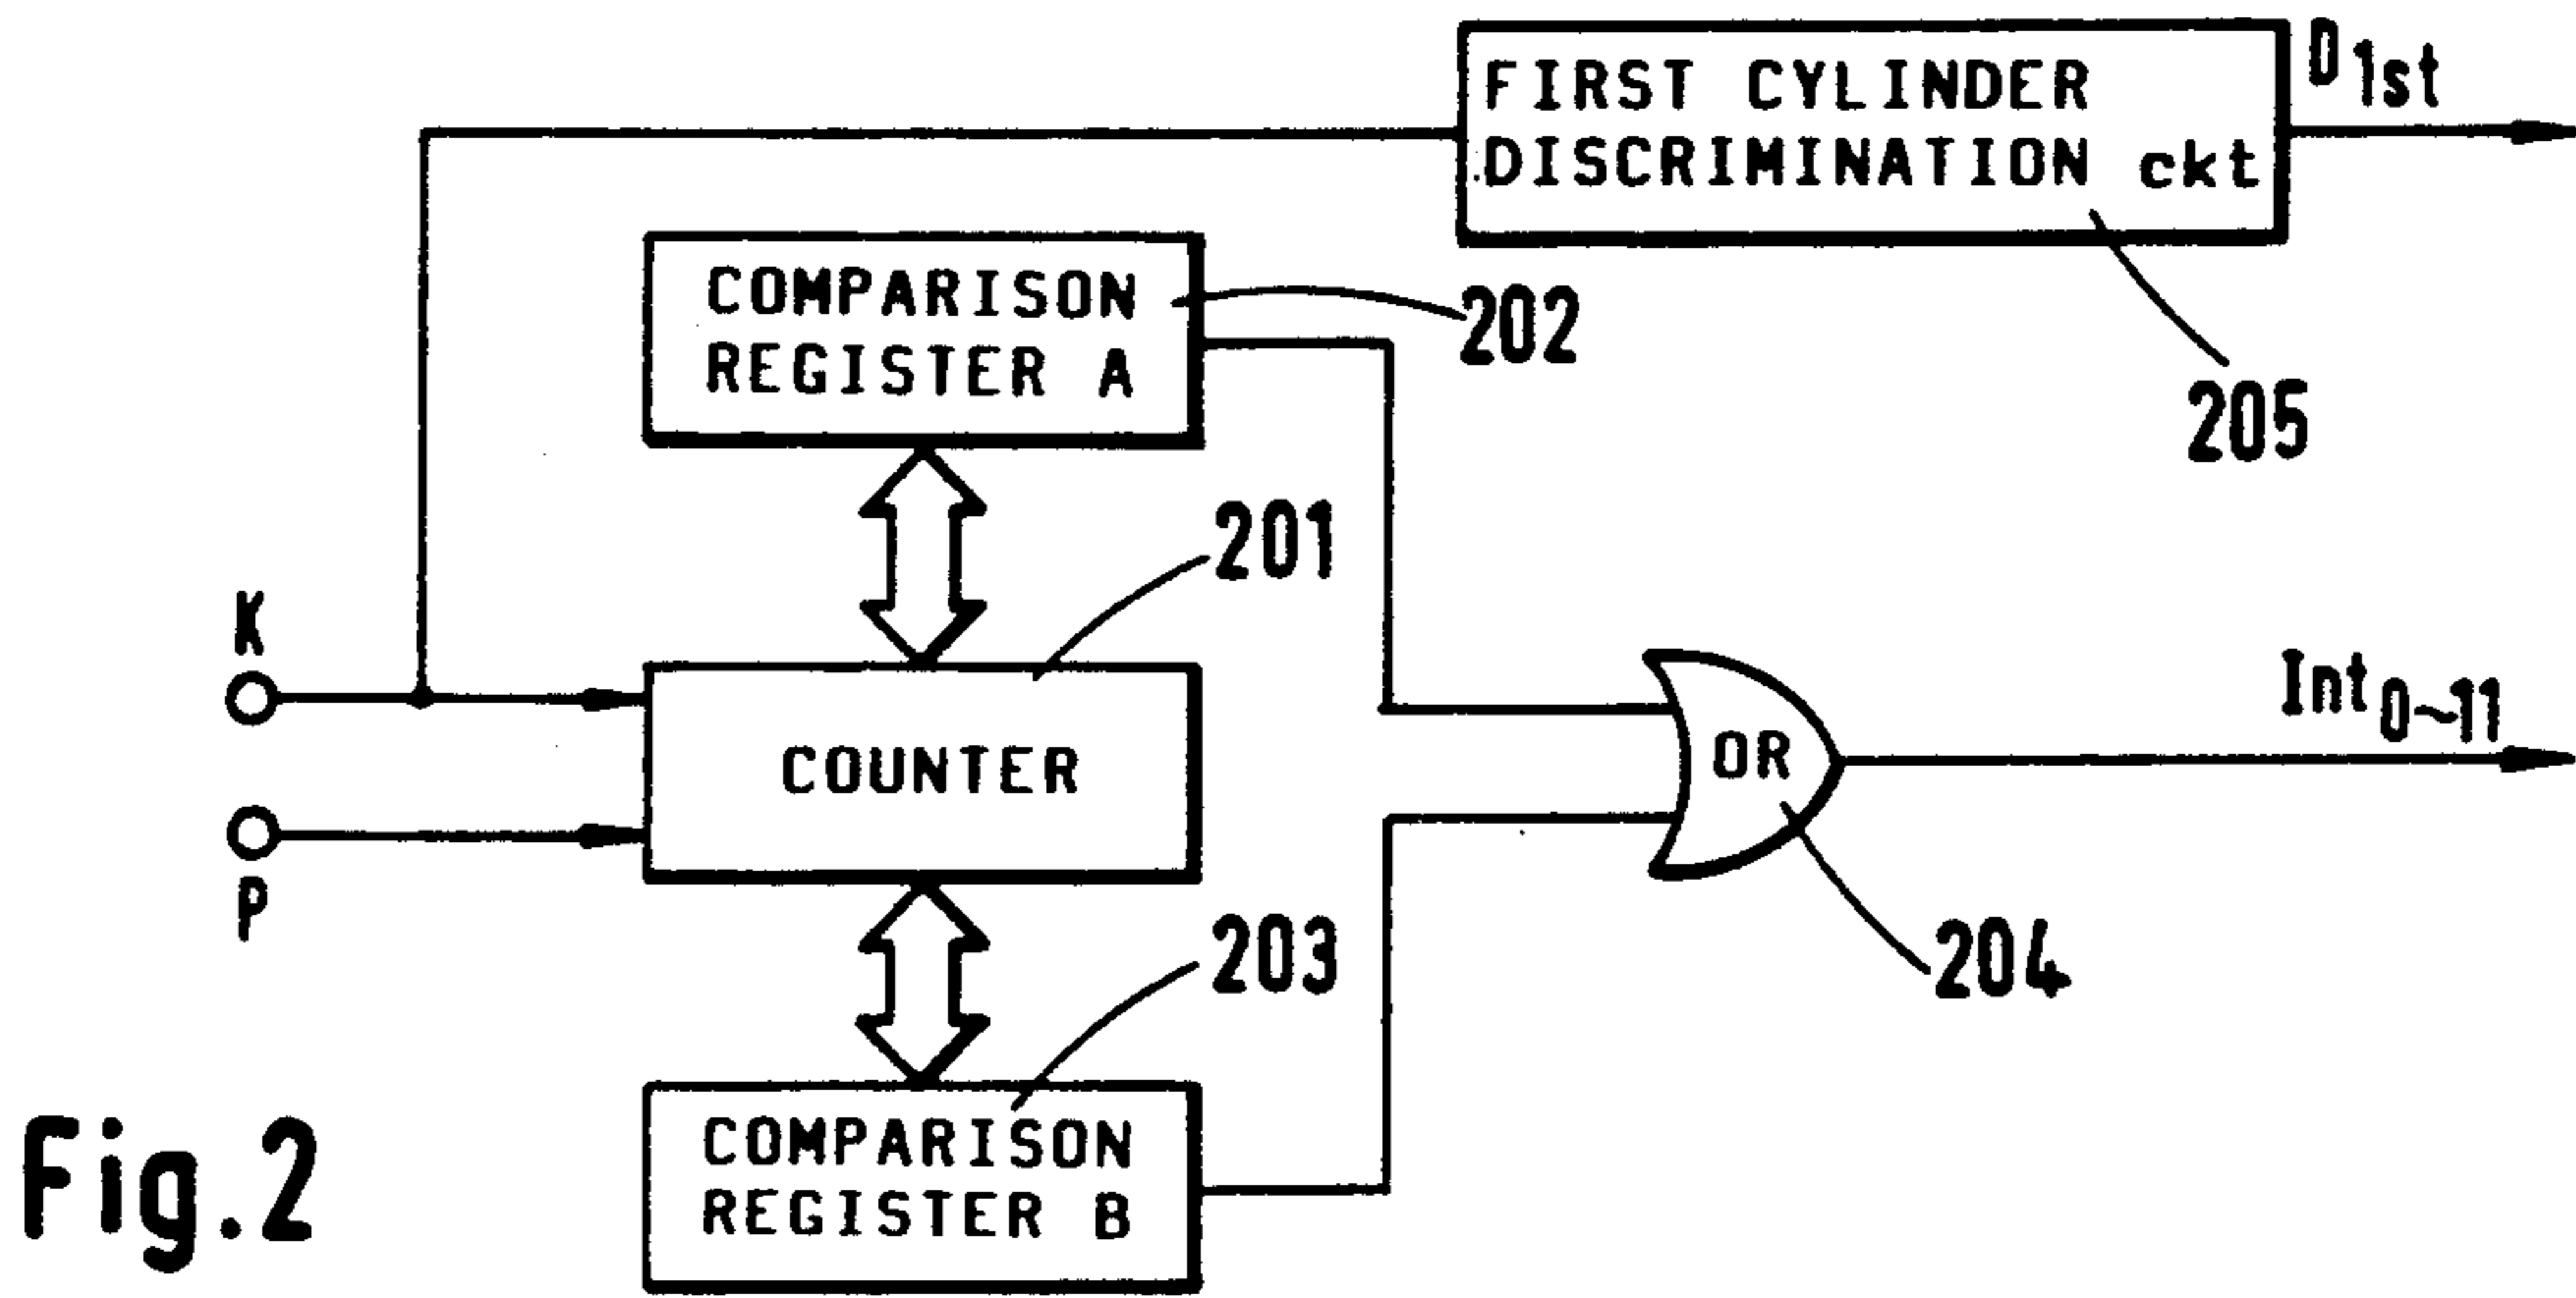 FIRST CYLINDER
DISCRIMINATION ckt
D1st
205
COMPARISON
REGISTER A
202
201
K
COUNTER
P
OR
Int0~11
204
203
COMPARISON
REGISTER B
Fig.2